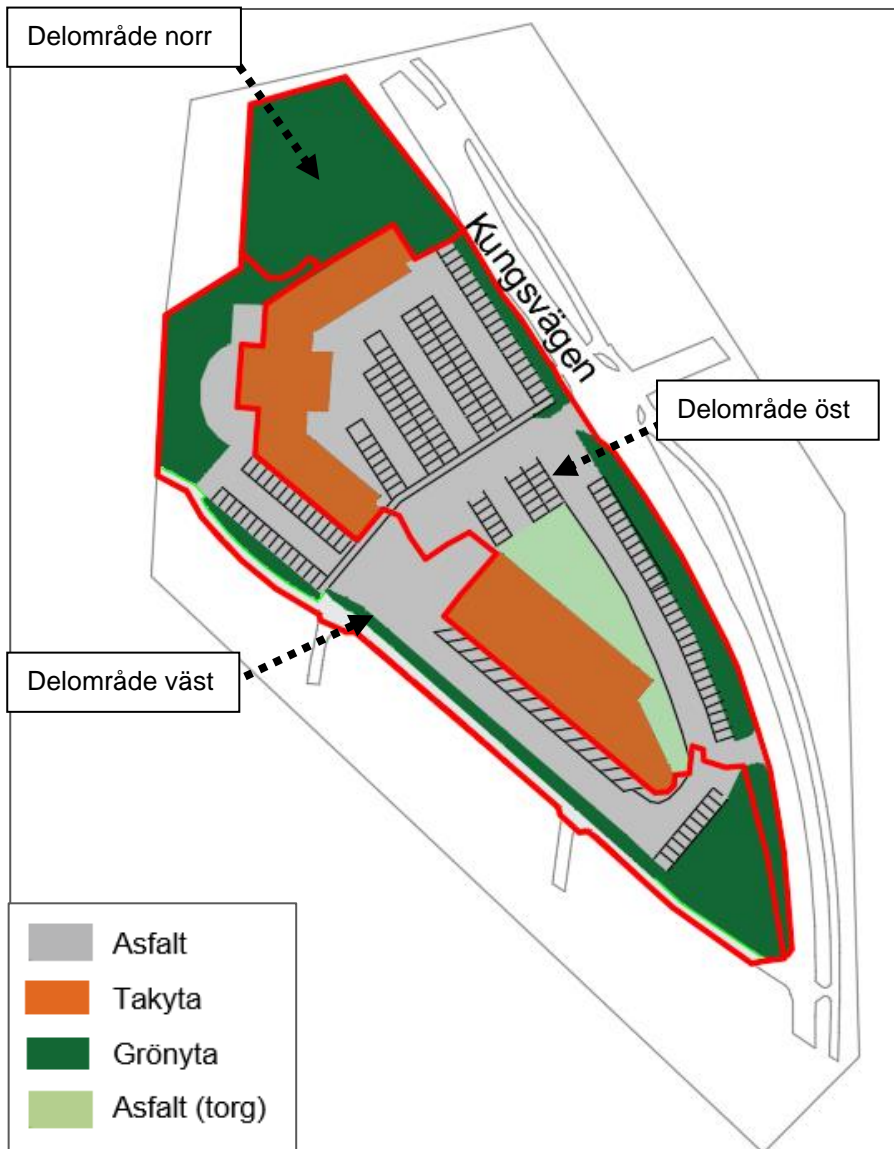 Delområde norr
Kungsvägen
Delområde öst
Delområde väst
Asfalt
Takyta
Grönyta
Asfalt (torg)